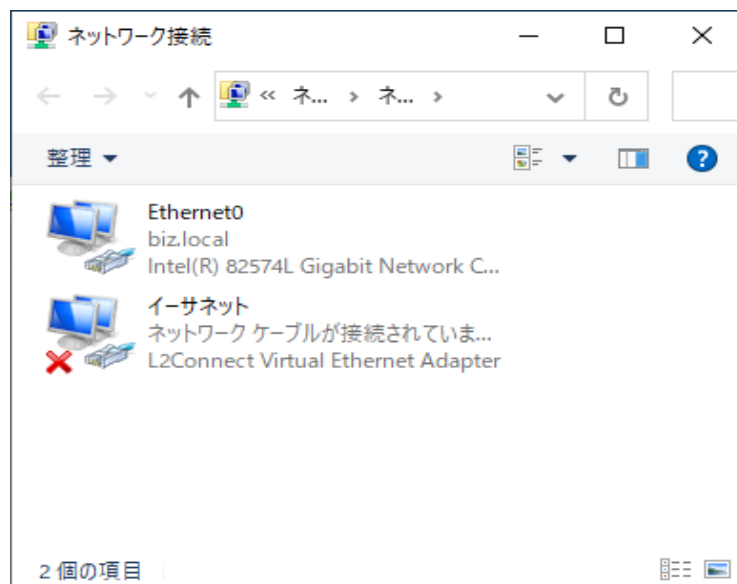 ネットワーク接続
« ネ... › ネ... ›
整理
?
Ethernet0
biz.local
Intel(R) 82574L Gigabit Network C...
イーサネット
ネットワーク ケーブルが接続されていま...
L2Connect Virtual Ethernet Adapter
2 個の項目